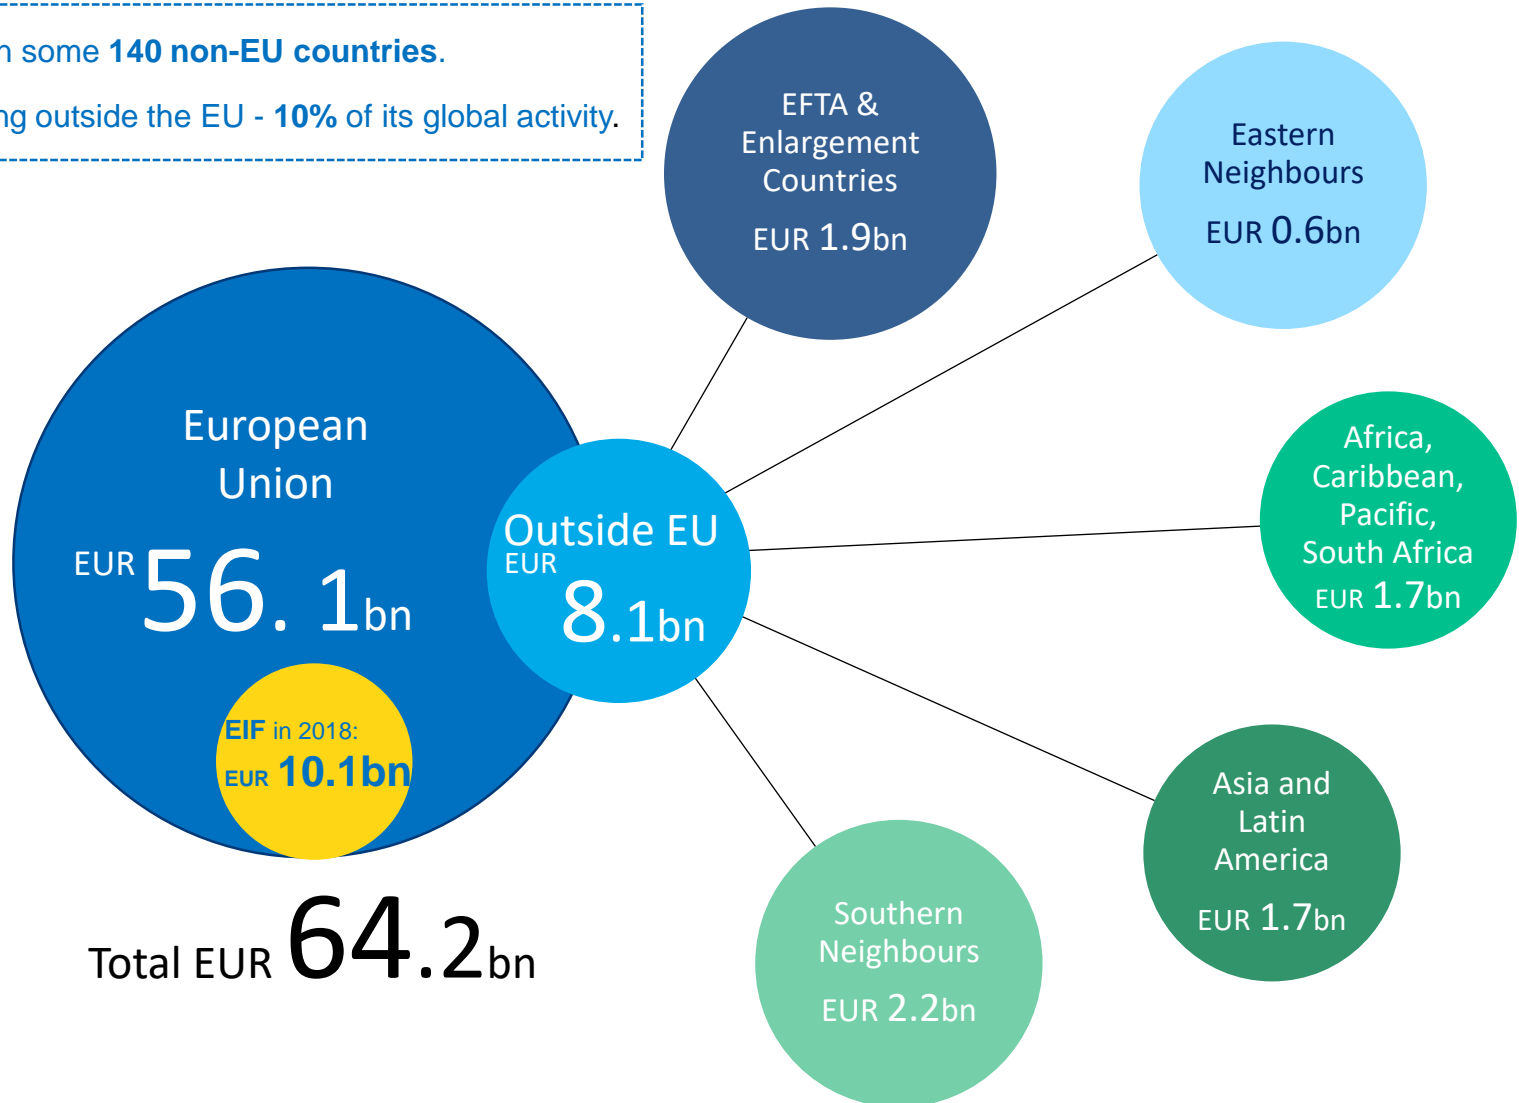 some 140 non-EU countries.
outside the EU - 10% of its global activity.
EFTA &
Enlargement
Countries
EUR 1.9bn
Eastern
Neighbours
EUR 0.6bn
European
Union
EUR 56. 1bn
Outside EU
EUR
8.1bn
Africa,
Caribbean,
Pacific,
South Africa
EUR 1.7bn
EIF in 2018:
EUR 10.1bn
Asia and
Latin
America
EUR 1.7bn
Southern
Neighbours
EUR 2.2bn
Total EUR 64.2bn